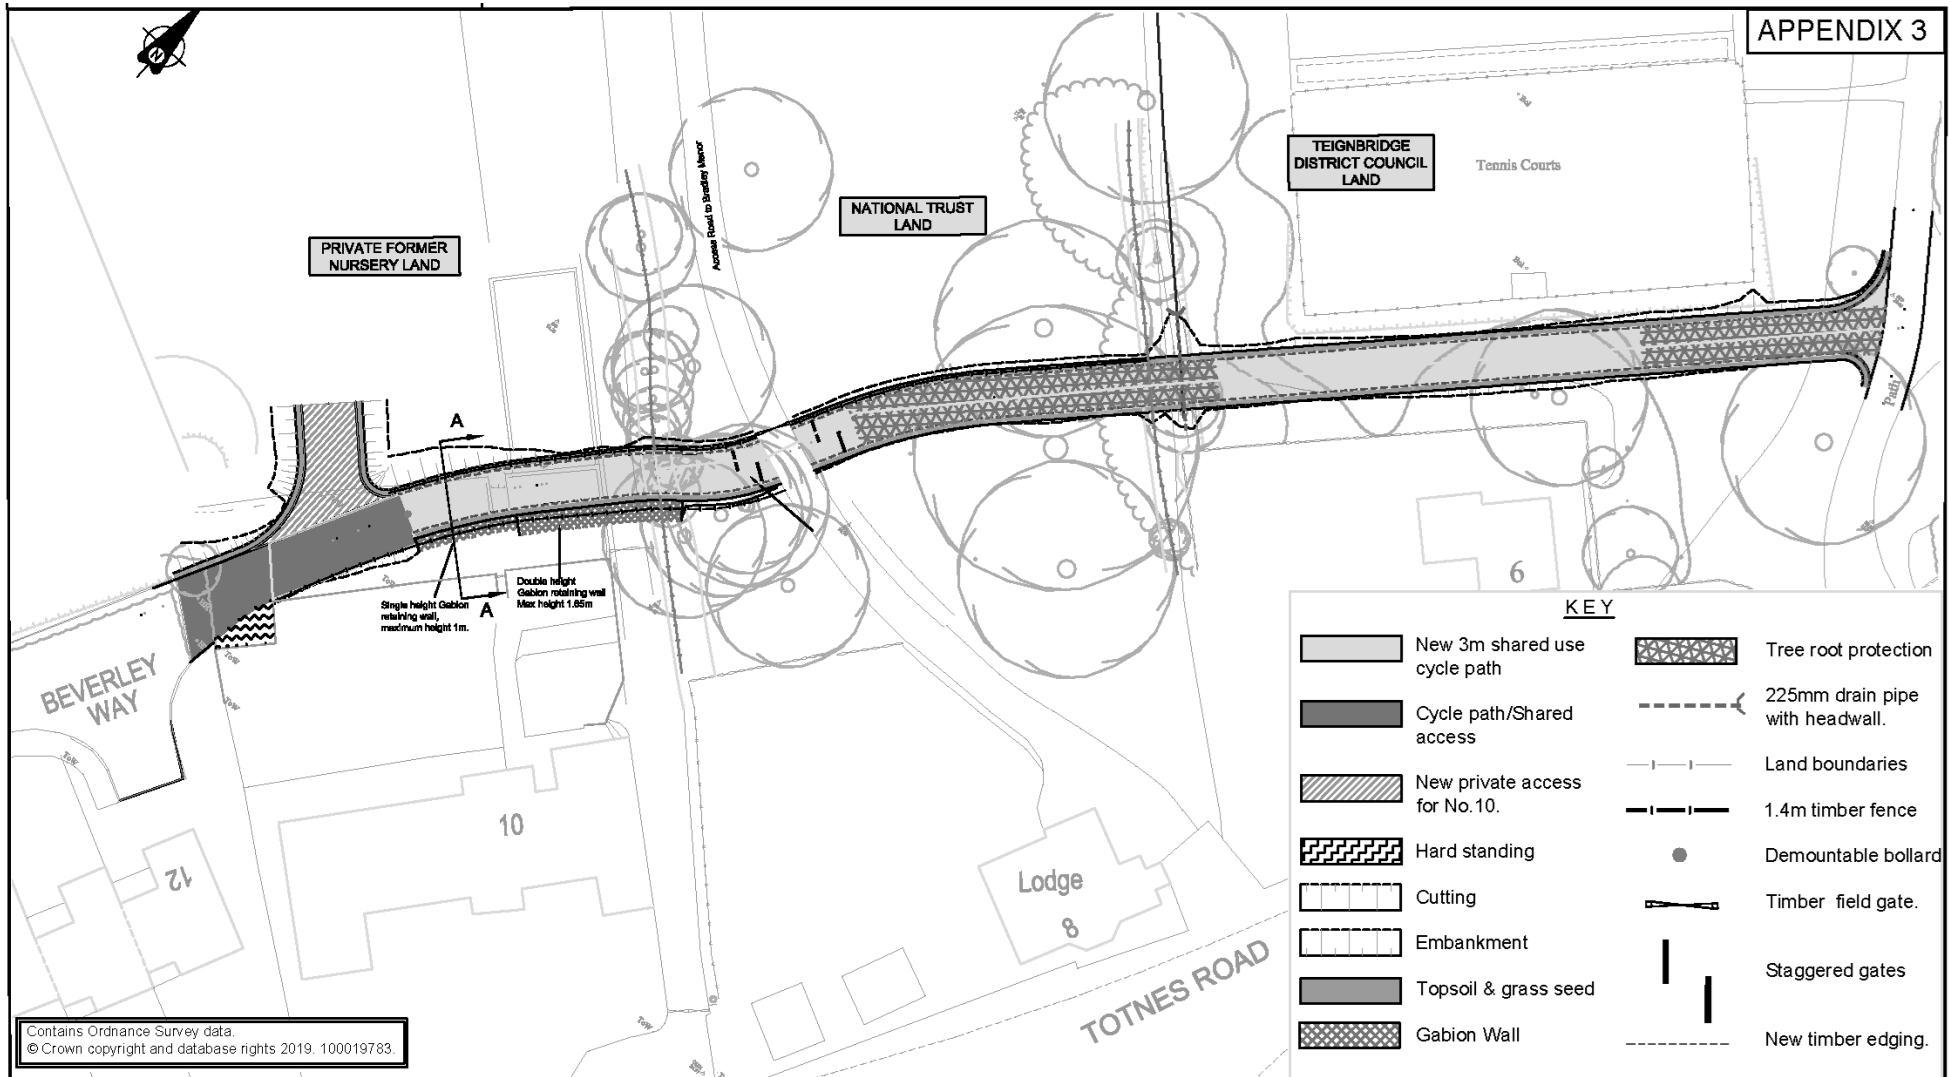 APPENDIX 3
N
TEIGNBRIDGE
DISTRICT COUNCIL
LAND
Tennis Courts
NATIONAL TRUST
LAND
PRIVATE FORMER
NURSERY LAND
Access Road to Bradley Manor
A
A
Double height
Gabion retaining wall
Max height 1.65m
Single height Gabion
retaining wall,
maximum height 1m.
Path
BEVERLEY
WAY
ToW
ToW
ToW
ToW
ToW
10
12
Lodge
8
6
TOTNES ROAD
KEY
New 3m shared use
cycle path
Cycle path/Shared
access
New private access
for No.10.
Hard standing
Cutting
Embankment
Topsoil & grass seed
Gabion Wall
Tree root protection
225mm drain pipe
with headwall.
Land boundaries
1.4m timber fence
Demountable bollard
Timber field gate.
Staggered gates
New timber edging.
Contains Ordnance Survey data.
© Crown copyright and database rights 2019. 100019783.